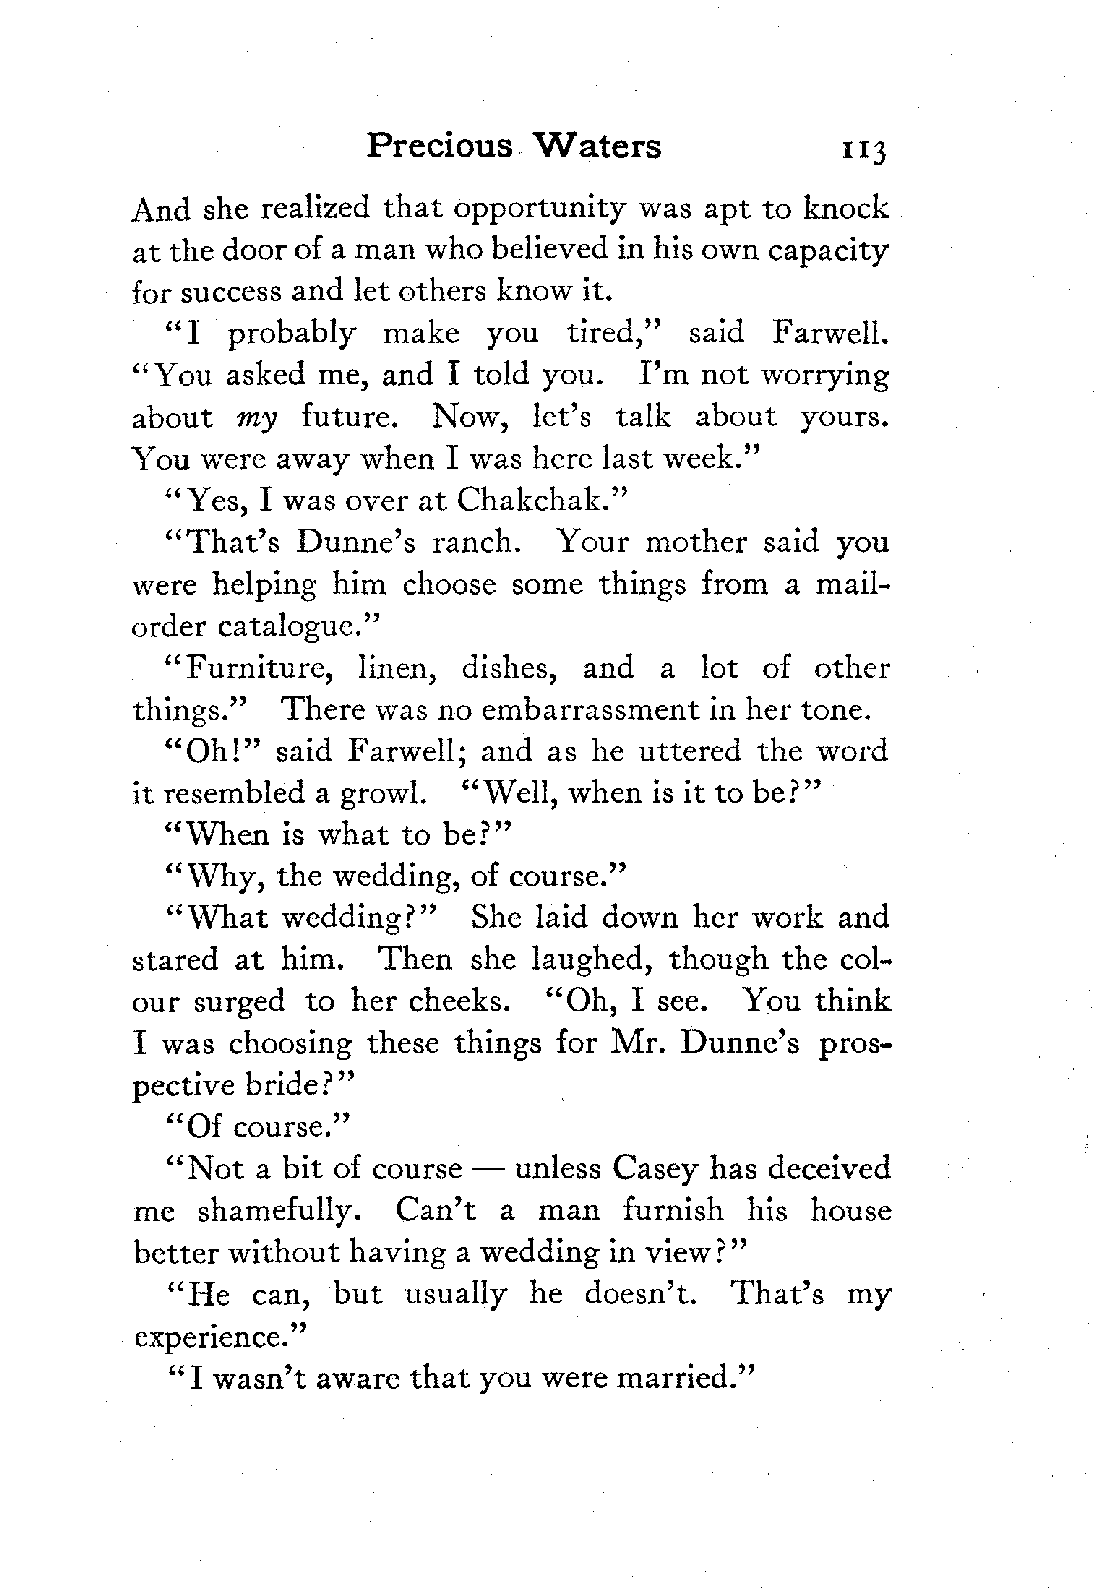 Precious Waters 113
And she realized that opportunity was apt to knock
at the door of a man who believed in his own capacity
for success and let others know it.
“I probably make you tired,” said Farwell.
“You asked me, and I told you. I’m not worrying
about my future. Now, let’s talk about yours.
You were away when I was here last week.”
“Yes, I was over at Chakchak.”
“That’s Dunne’s ranch. Your mother said you
were helping him choose some things from a mail-
order catalogue.”
“Furniture, linen, dishes, and a lot of other
things.” There was no embarrassment in her tone.
“Oh!” said Farwell; and as he uttered the word
it resembled a growl. “Well, when is it to be?”
“When is what to be?”
“Why, the wedding, of course.”
“What wedding?” She laid down her work and
stared at him. Then she laughed, though the col-
our surged to her cheeks. “Oh, I see. You think
I was choosing these things for Mr. Dunne’s pros-
pective bride?”
“Of course.”
“Not a bit of course — unless Casey has deceived
me shamefully. Can’t a man furnish his house
better without having a wedding in view?”
“He can, but usually he doesn’t. That’s my
experience.”
“I wasn’t aware that you were married.”